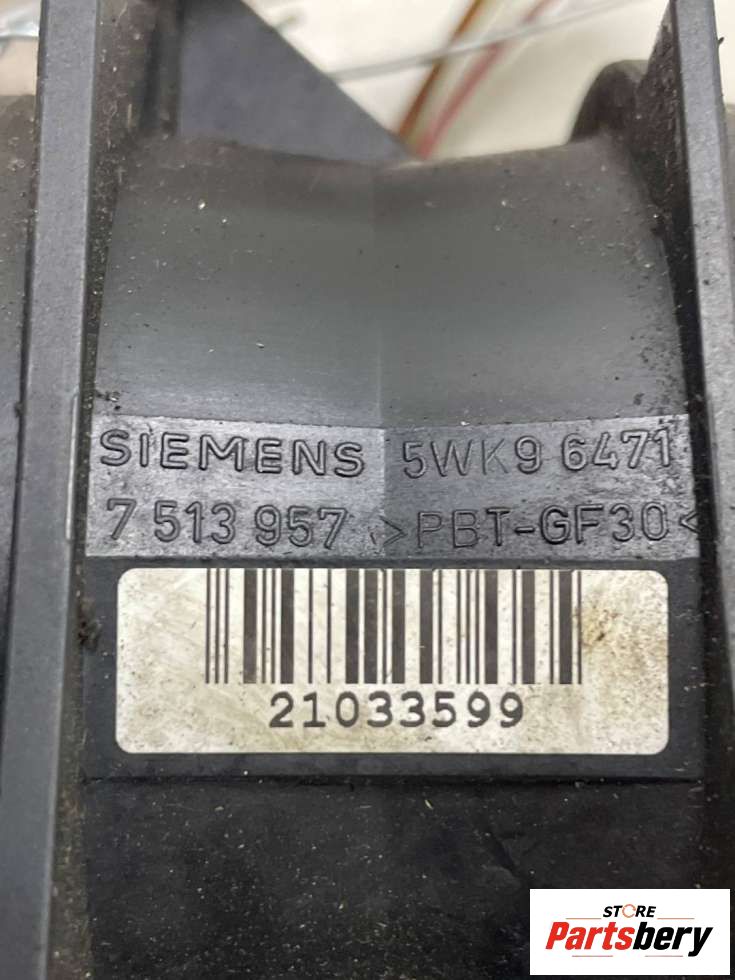 SIEMENS 5WK9 6471
7 513 957 >PBT-GF30<
21033599
STORE
Partsbery